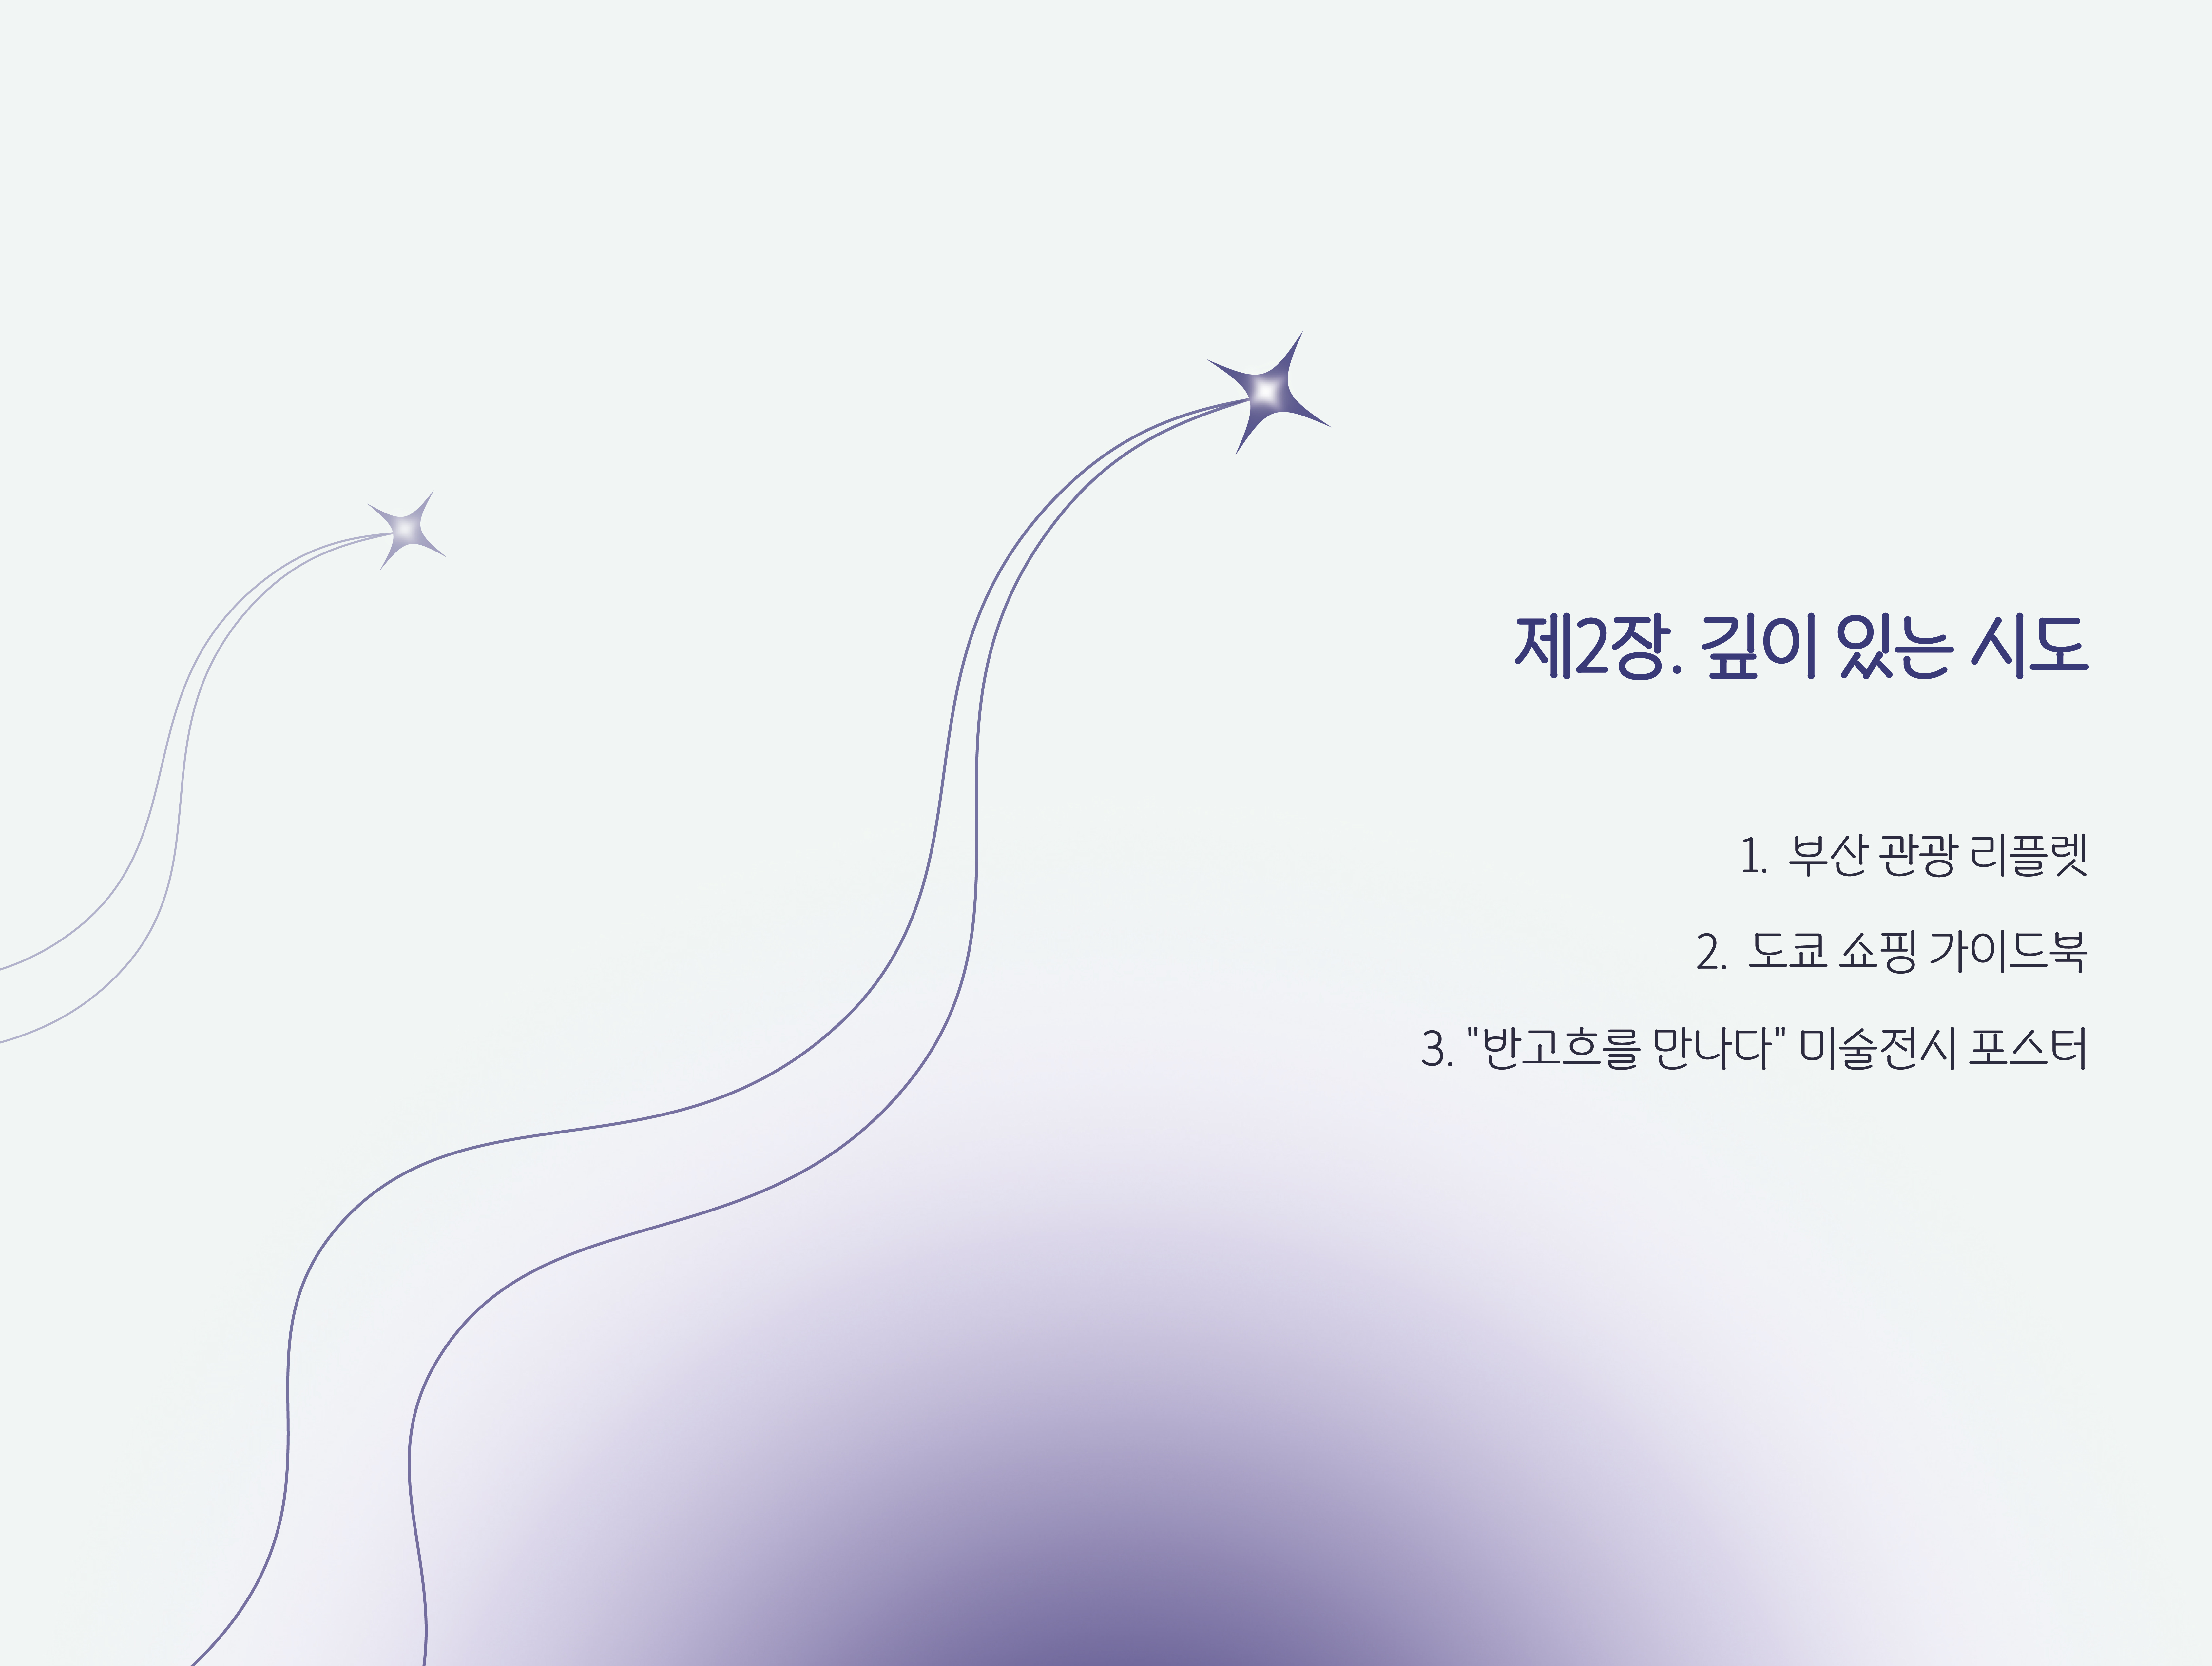 제2장. 깊이 있는 시도
1. 부산 관광 리플렛
2. 도쿄 쇼핑 가이드북
3. "반고흐를 만나다" 미술전시 포스터